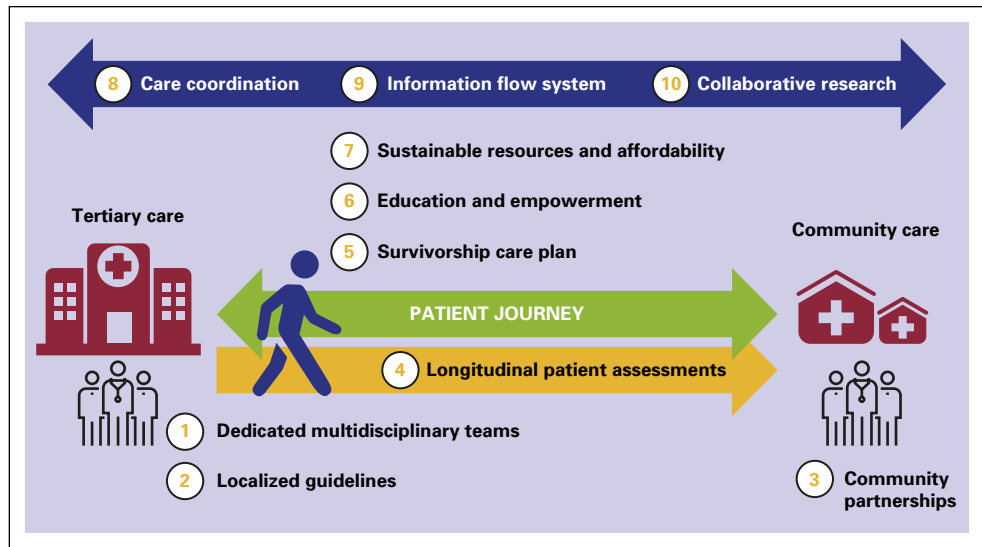 8 Care coordination 9 Information flow system 10 Collaborative research
7 Sustainable resources and affordability
6 Education and empowerment
Tertiary care
Community care
5 Survivorship care plan
PATIENT JOURNEY
4 Longitudinal patient assessments
1 Dedicated multidisciplinary teams
2 Localized guidelines
3 Community
partnerships